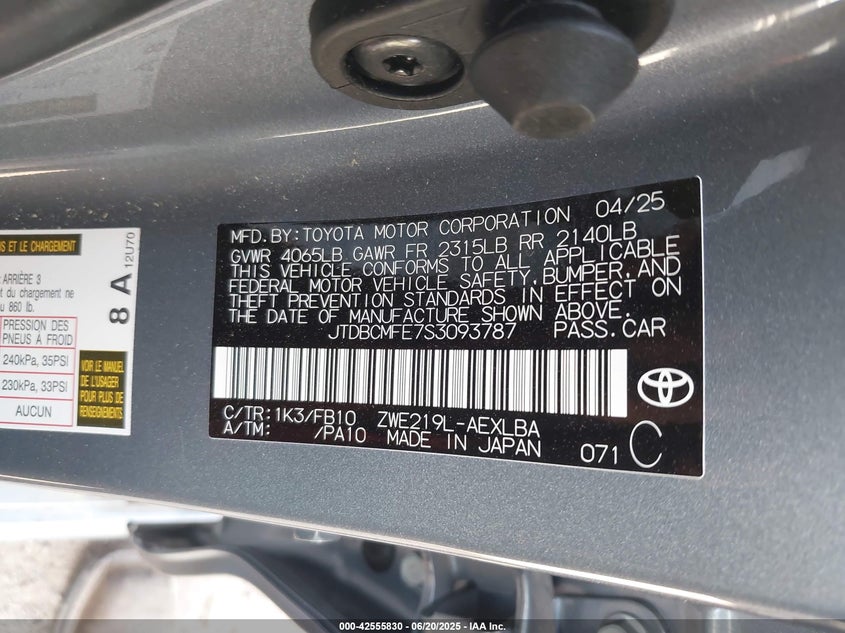 US ET LE CHARGEMENT
: ARRIÈRE 3
t du chargement ne
u 860 lb.
PRESSION DES
PNEUS À FROID
240kPa, 35PSI
230kPa, 33PSI
AUCUN
VOIR LE MANUEL
DE L'USAGER
POUR PLUS DE
RENSEIGNEMENTS
8 A 12U70
MFD.BY:TOYOTA MOTOR CORPORATION 04/25
GVWR 4065LB GAWR FR 2315LB RR 2140LB
THIS VEHICLE CONFORMS TO ALL APPLICABLE
FEDERAL MOTOR VEHICLE SAFETY,BUMPER,AND
THEFT PREVENTION STANDARDS IN EFFECT ON
THE DATE OF MANUFACTURE SHOWN ABOVE.
JTDBCMFE7S3093787 PASS.CAR
C/TR:1K3/FB10 ZWE219L-AEXLBA
A/TM: /PA10 MADE IN JAPAN 071 C
000-42555830 - 06/20/2025 - IAA Inc.